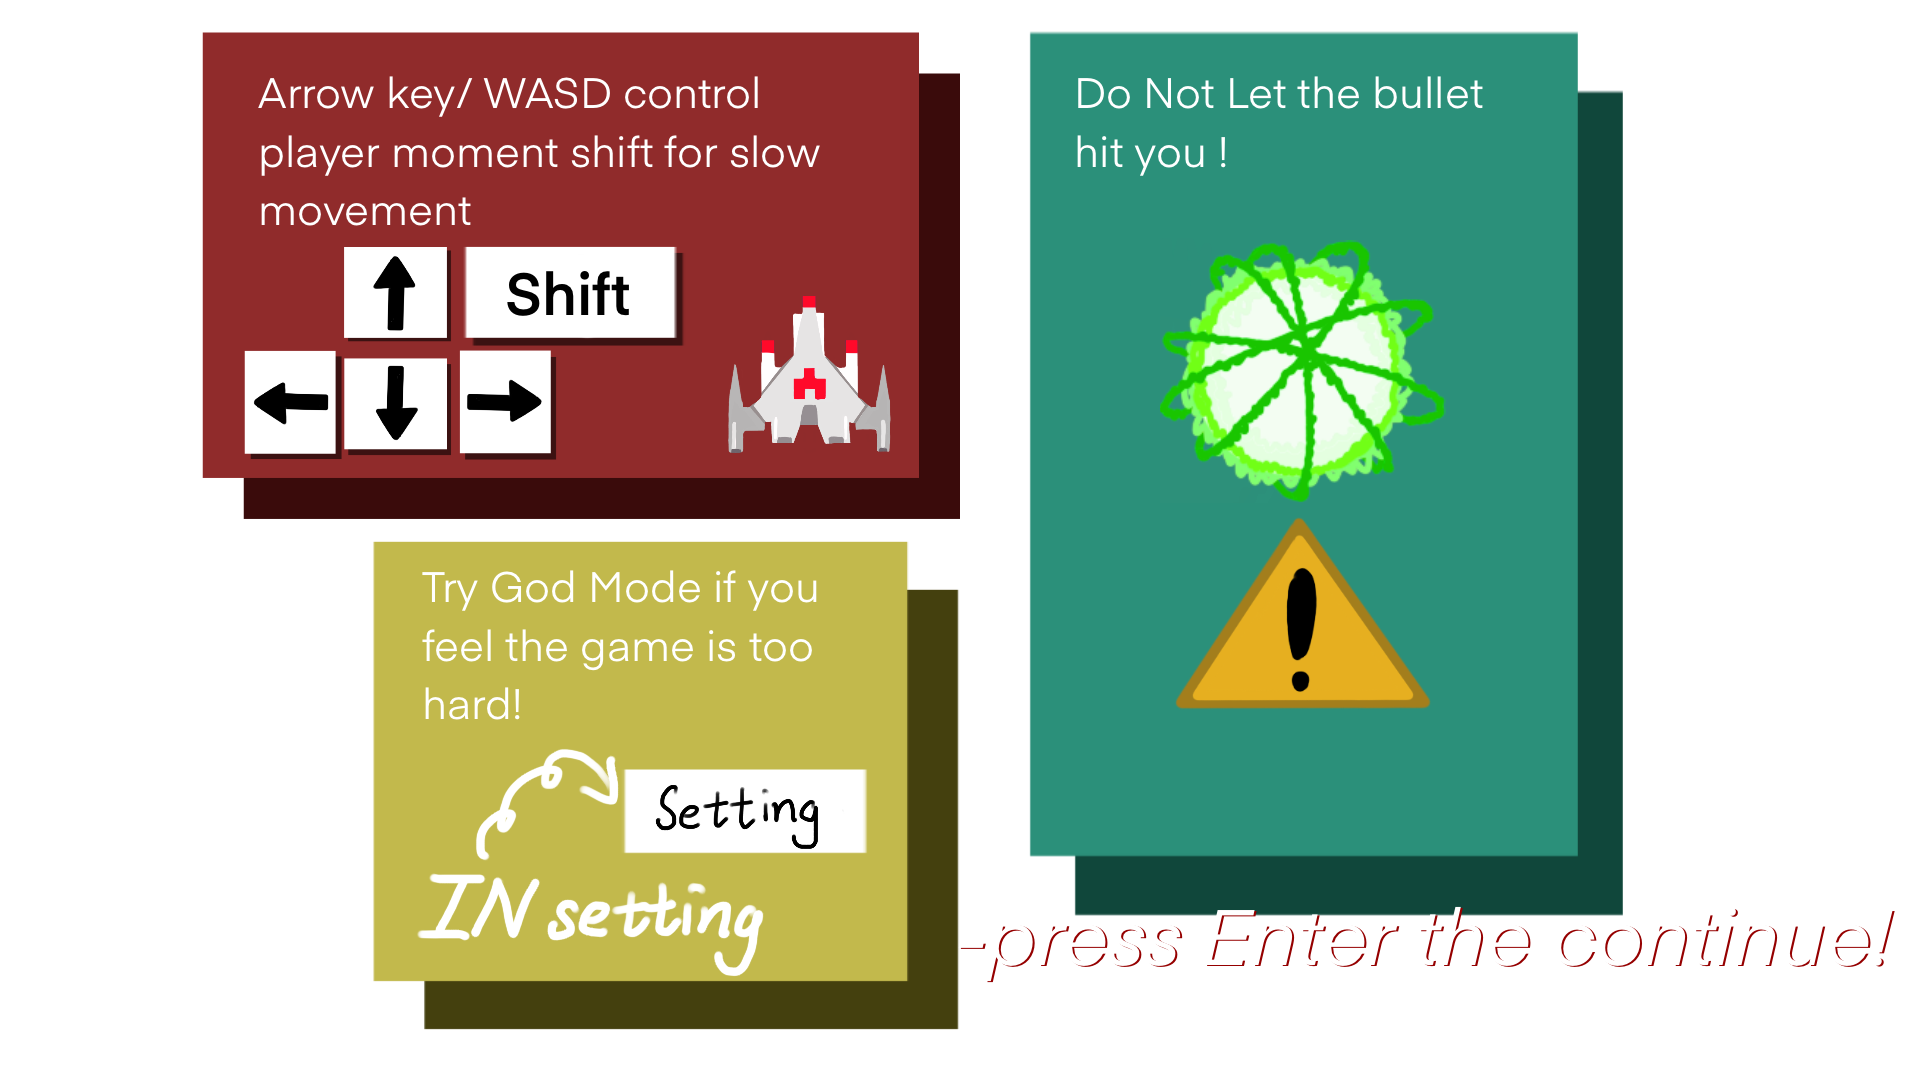 Arrow key/ WASD control
player moment shift for slow
movement
Shift
Do Not Let the bullet
hit you !
Try God Mode if you
feel the game is too
hard!
Setting
IN setting
-press Enter the continue!